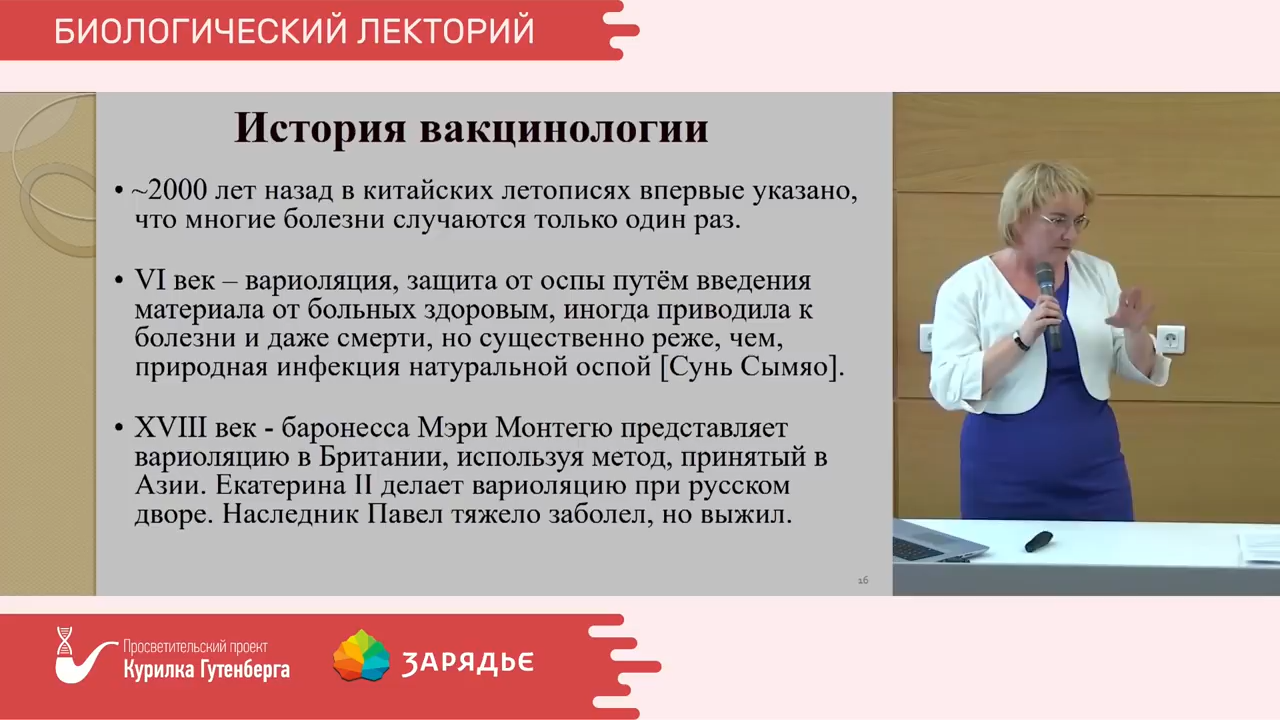 БИОЛОГИЧЕСКИЙ ЛЕКТОРИЙ
История вакцинологии
• ~2000 лет назад в китайских летописях впервые указано,
что многие болезни случаются только один раз.
• VI век – вариоляция, защита от оспы путём введения
материала от больных здоровым, иногда приводила к
болезни и даже смерти, но существенно реже, чем,
природная инфекция натуральной оспой [Сунь Сымяо].
• XVIII век - баронесса Мэри Монтегю представляет
вариоляцию в Британии, используя метод, принятый в
Азии. Екатерина II делает вариоляцию при русском
дворе. Наследник Павел тяжело заболел, но выжил.
16
Просветительский проект
Курилка Гутенберга
ЗАРЯДЬЕ